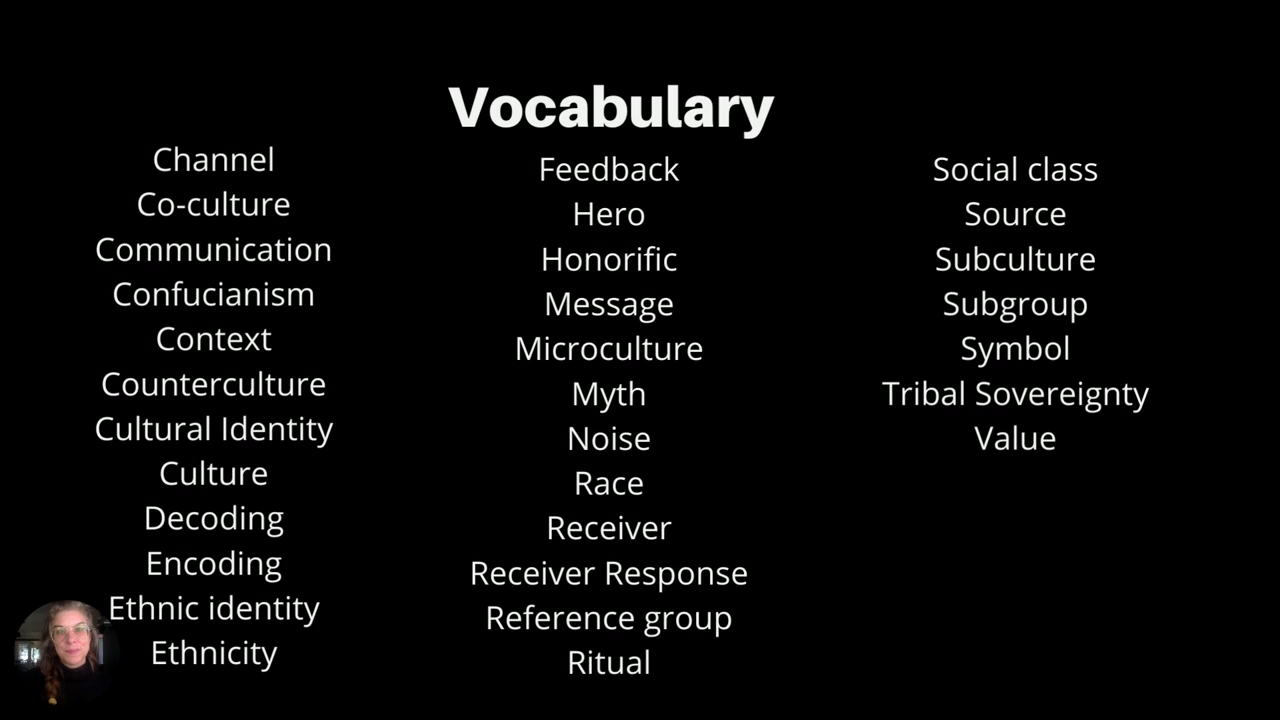 Vocabulary
Channel
Co-culture
Communication
Confucianism
Context
Counterculture
Cultural Identity
Culture
Decoding
Encoding
Ethnic identity
Ethnicity
Feedback
Hero
Honorific
Message
Microculture
Myth
Noise
Race
Receiver
Receiver Response
Reference group
Ritual
Social class
Source
Subculture
Subgroup
Symbol
Tribal Sovereignty
Value